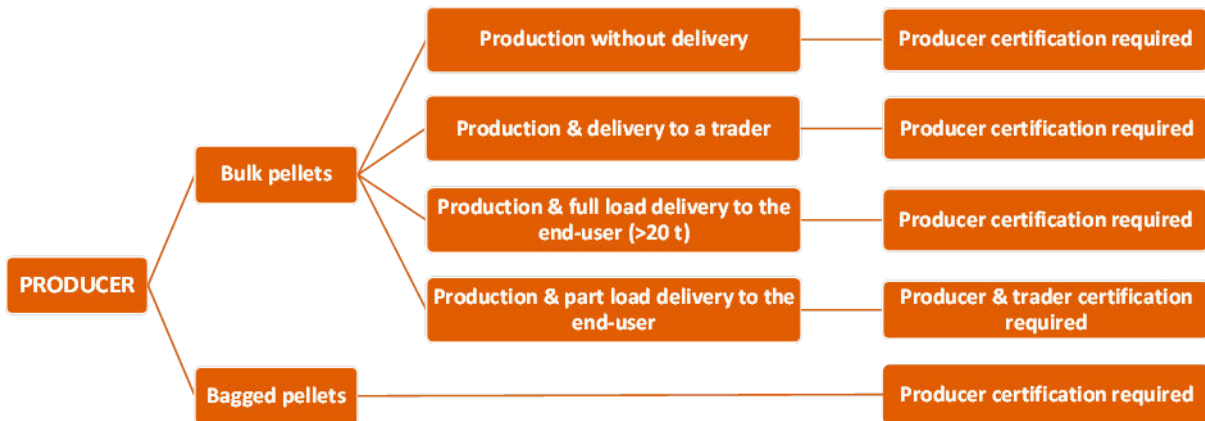 Production without delivery
Producer certification required
Production & delivery to a trader
Producer certification required
Bulk pellets
Production & full load delivery to the
end-user (>20 t)
Producer certification required
PRODUCER
Production & part load delivery to the
end-user
Producer & trader certification
required
Bagged pellets
Producer certification required